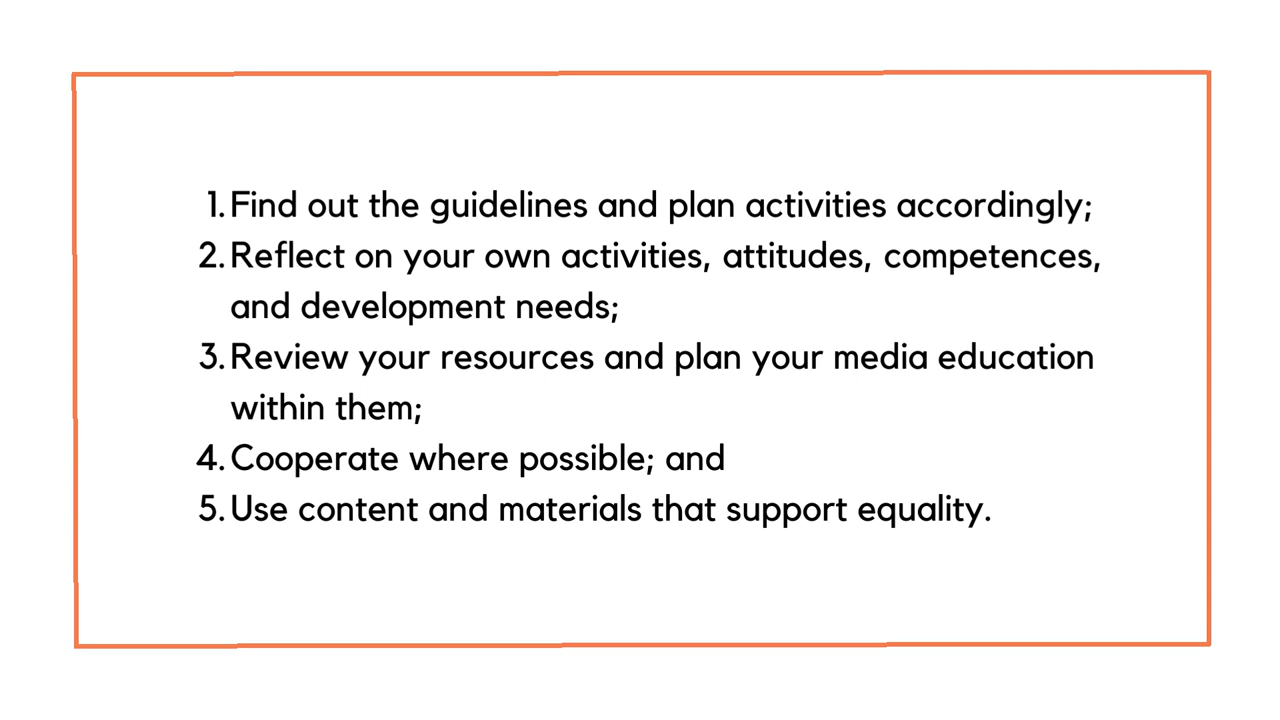 1. Find out the guidelines and plan activities accordingly;
2. Reflect on your own activities, attitudes, competences,
and development needs;
3. Review your resources and plan your media education
within them;
4. Cooperate where possible; and
5. Use content and materials that support equality.